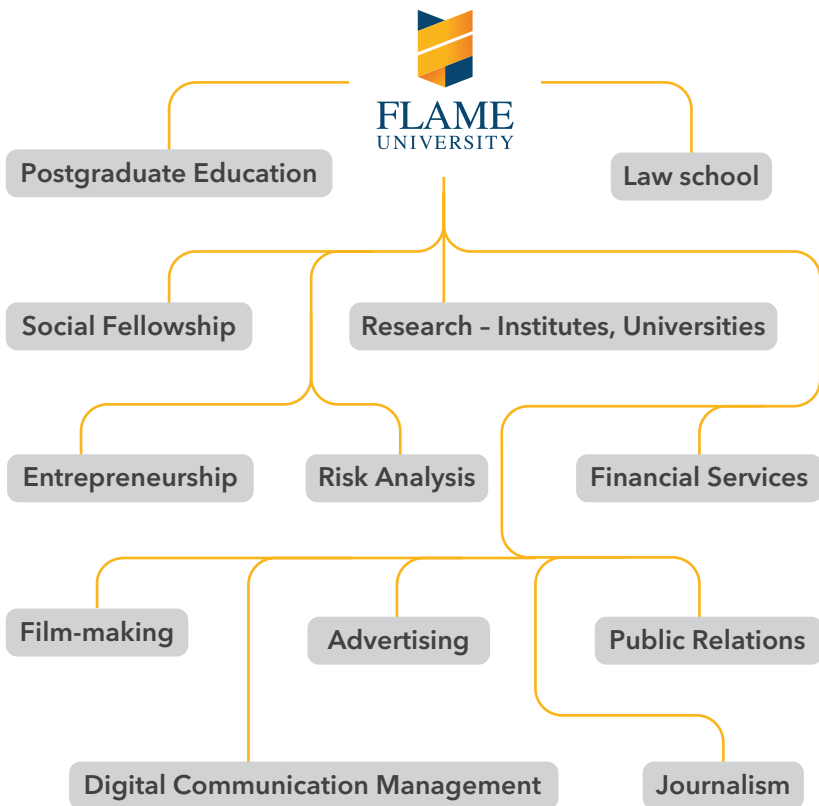 FLAME
UNIVERSITY
Postgraduate Education
Law school
Social Fellowship
Research – Institutes, Universities
Entrepreneurship
Risk Analysis
Financial Services
Film-making
Advertising
Public Relations
Digital Communication Management
Journalism